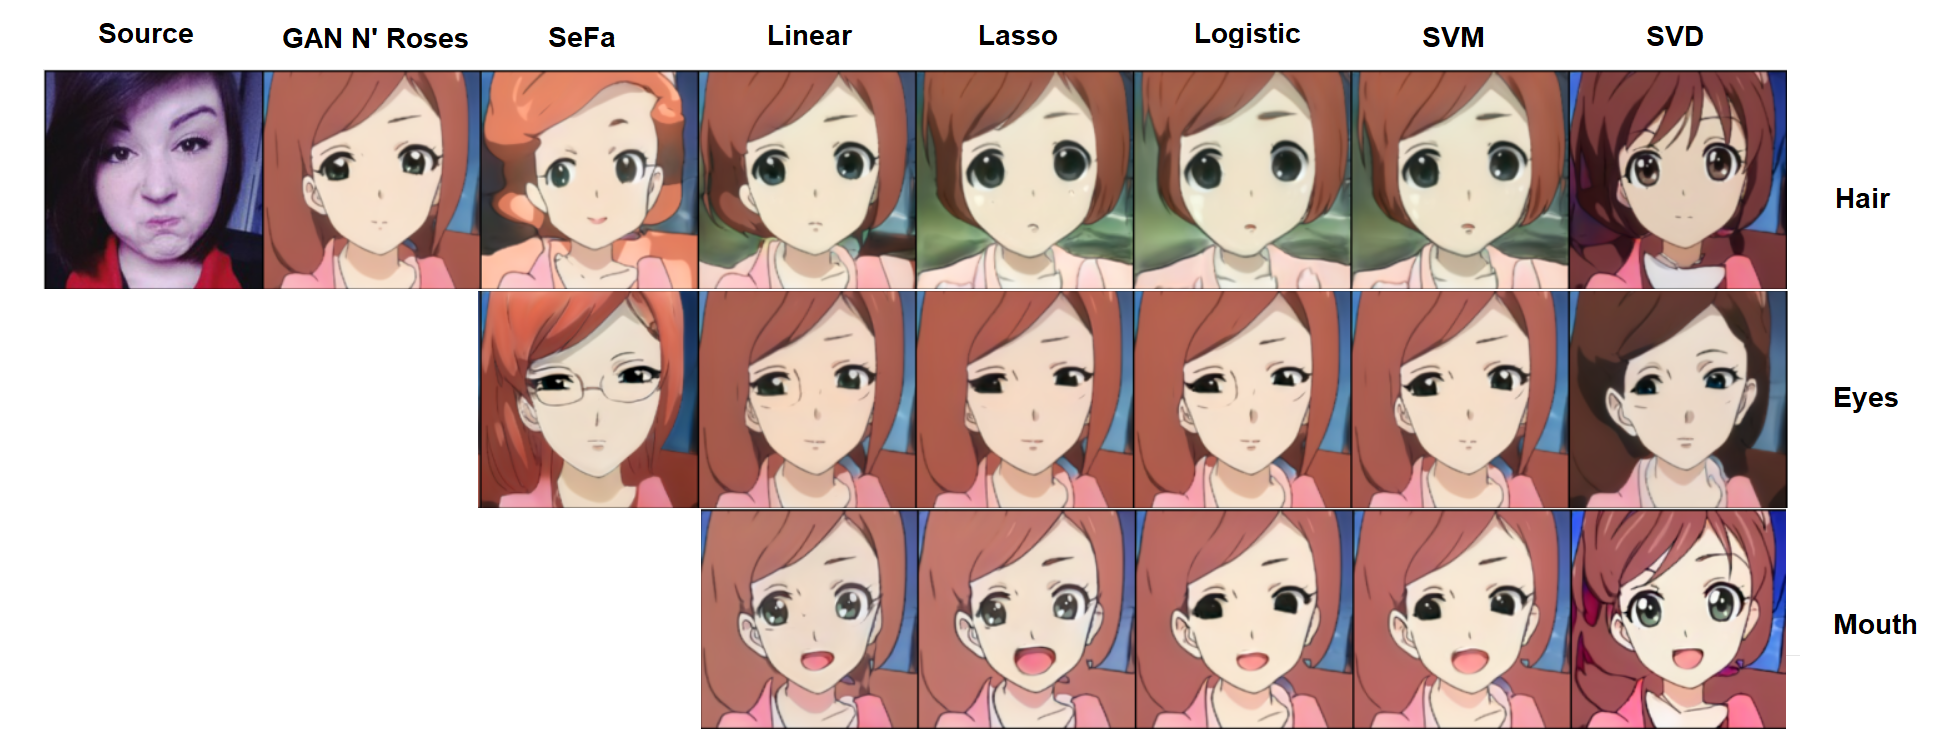 Source GAN N' Roses SeFa Linear Lasso Logistic SVM SVD
Hair
Eyes
Mouth